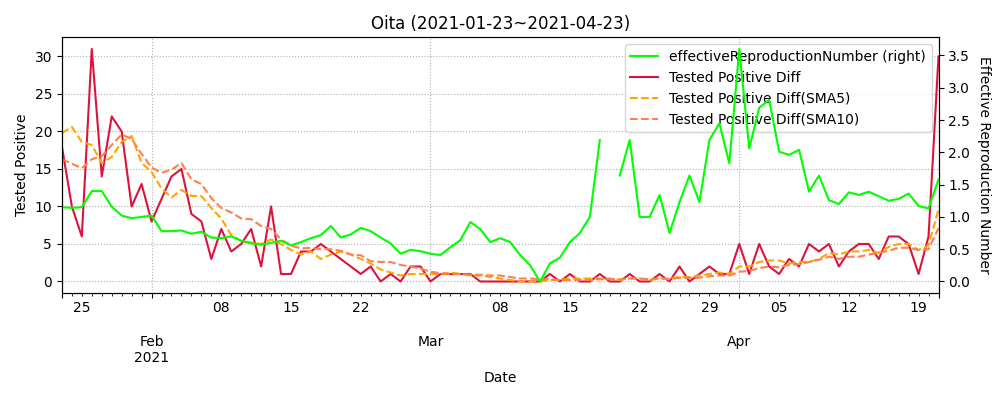 Oita (2021-01-23~2021-04-23)
effectiveReproductionNumber (right)
Tested Positive Diff
Tested Positive Diff(SMA5)
Tested Positive Diff(SMA10)
Tested Positive
30
25
20
15
10
5
0
Effective Reproduction Number
3.5
3.0
2.5
2.0
1.5
1.0
0.5
0.0
25 08 15 22 08 15 22 29 05 12 19
Feb Mar Apr
2021
Date